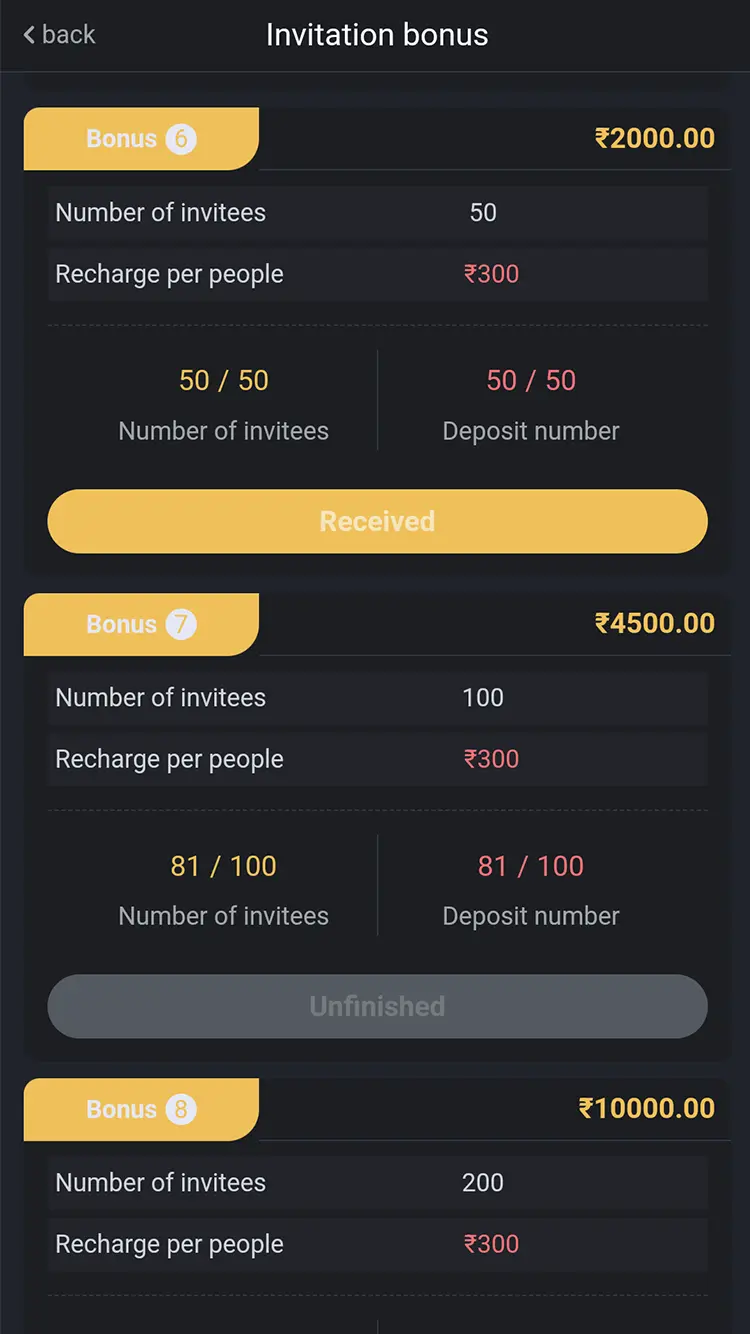 back
Invitation bonus
Bonus 6
₹2000.00
Number of invitees 50
Recharge per people ₹300
50 / 50 50 / 50
Number of invitees Deposit number
Received
Bonus 7
₹4500.00
Number of invitees 100
Recharge per people ₹300
81 / 100 81 / 100
Number of invitees Deposit number
Unfinished
Bonus 8
₹10000.00
Number of invitees 200
Recharge per people ₹300